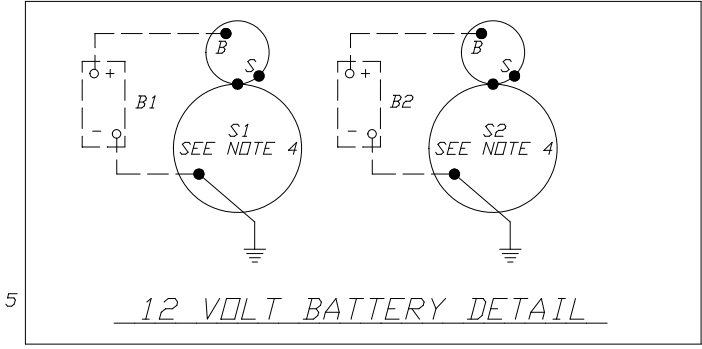 B
S
+
B1
-
S1
SEE NOTE 4
B
S
+
B2
-
S2
SEE NOTE 4
5
12 VOLT BATTERY DETAIL